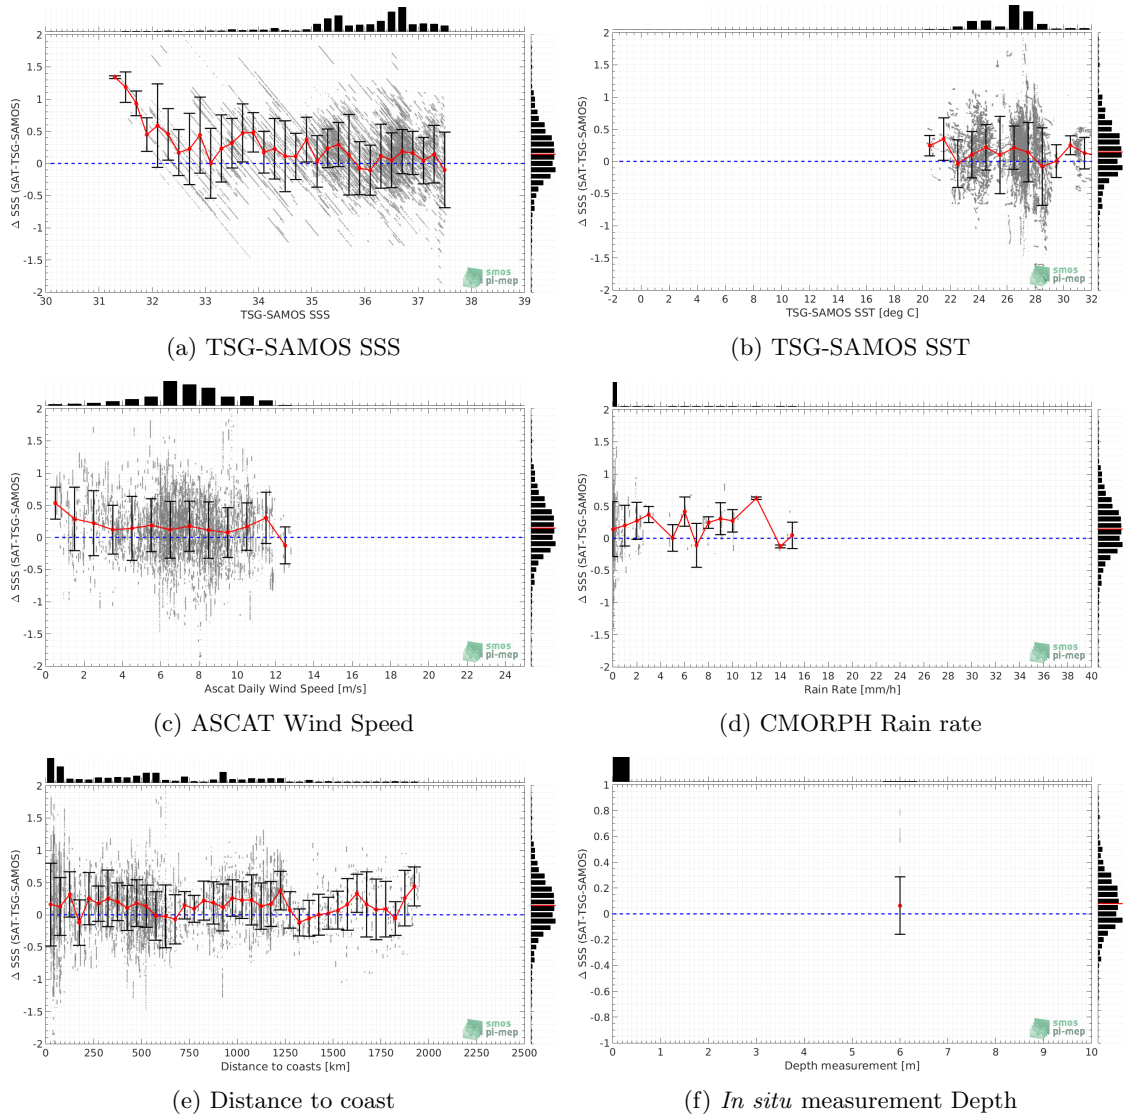 2
1.5
1
0.5
0
-0.5
-1
-1.5
-2
Δ SSS (SAT-TSG-SAMOS)
30 31 32 33 34 35 36 37 38 39
TSG-SAMOS SSS
smos
pi-mep
(a) TSG-SAMOS SSS
2
1.5
1
0.5
0
-0.5
-1
-1.5
-2
Δ SSS (SAT-TSG-SAMOS)
-2 0 2 4 6 8 10 12 14 16 18 20 22 24 26 28 30 32
TSG-SAMOS SST [deg C]
smos
pi-mep
(b) TSG-SAMOS SST
2
1.5
1
0.5
0
-0.5
-1
-1.5
-2
Δ SSS (SAT-TSG-SAMOS)
0 2 4 6 8 10 12 14 16 18 20 22 24
Ascat Daily Wind Speed [m/s]
smos
pi-mep
(c) ASCAT Wind Speed
2
1.5
1
0.5
0
-0.5
-1
-1.5
-2
Δ SSS (SAT-TSG-SAMOS)
0 2 4 6 8 10 12 14 16 18 20 22 24 26 28 30 32 34 36 38 40
Rain Rate [mm/h]
smos
pi-mep
(d) CMORPH Rain rate
2
1.5
1
0.5
0
-0.5
-1
-1.5
-2
Δ SSS (SAT-TSG-SAMOS)
0 250 500 750 1000 1250 1500 1750 2000 2250 2500
Distance to coasts [km]
smos
pi-mep
(e) Distance to coast
1
0.8
0.6
0.4
0.2
0
-0.2
-0.4
-0.6
-0.8
-1
Δ SSS (SAT-TSG-SAMOS)
0 1 2 3 4 5 6 7 8 9 10
Depth measurement [m]
smos
pi-mep
(f) In situ measurement Depth